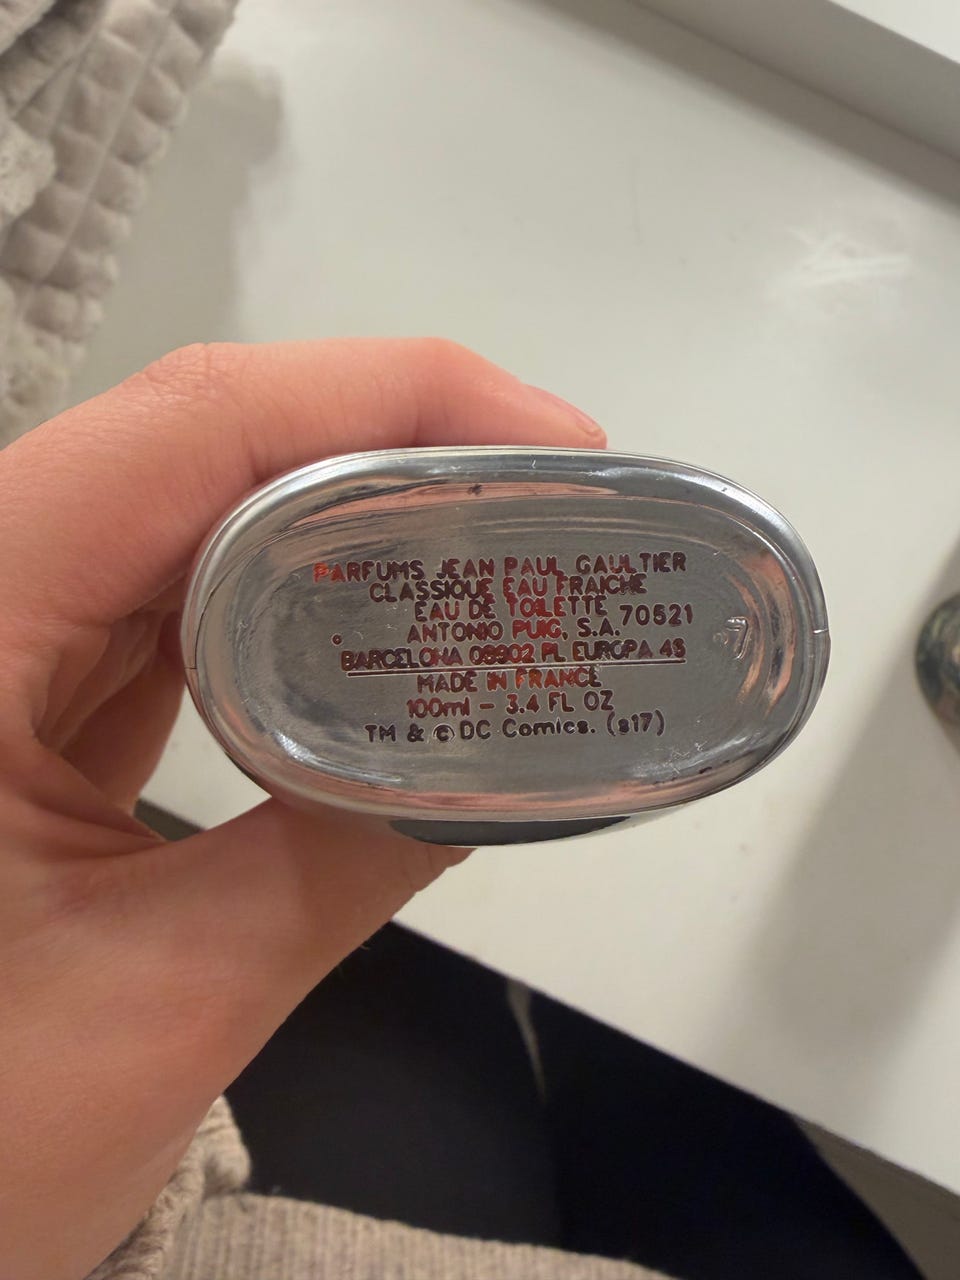 PARFUMS JEAN PAUL GAULTIER
CLASSIQUE EAU FRAICHE
EAU DE TOILETTE
70521
ANTONIO PUIG, S.A.
BARCELONA 08902 PL EUROPA 48
MADE IN FRANCE
100ml - 3.4 FL OZ
TM & © DC Comics. (s17)